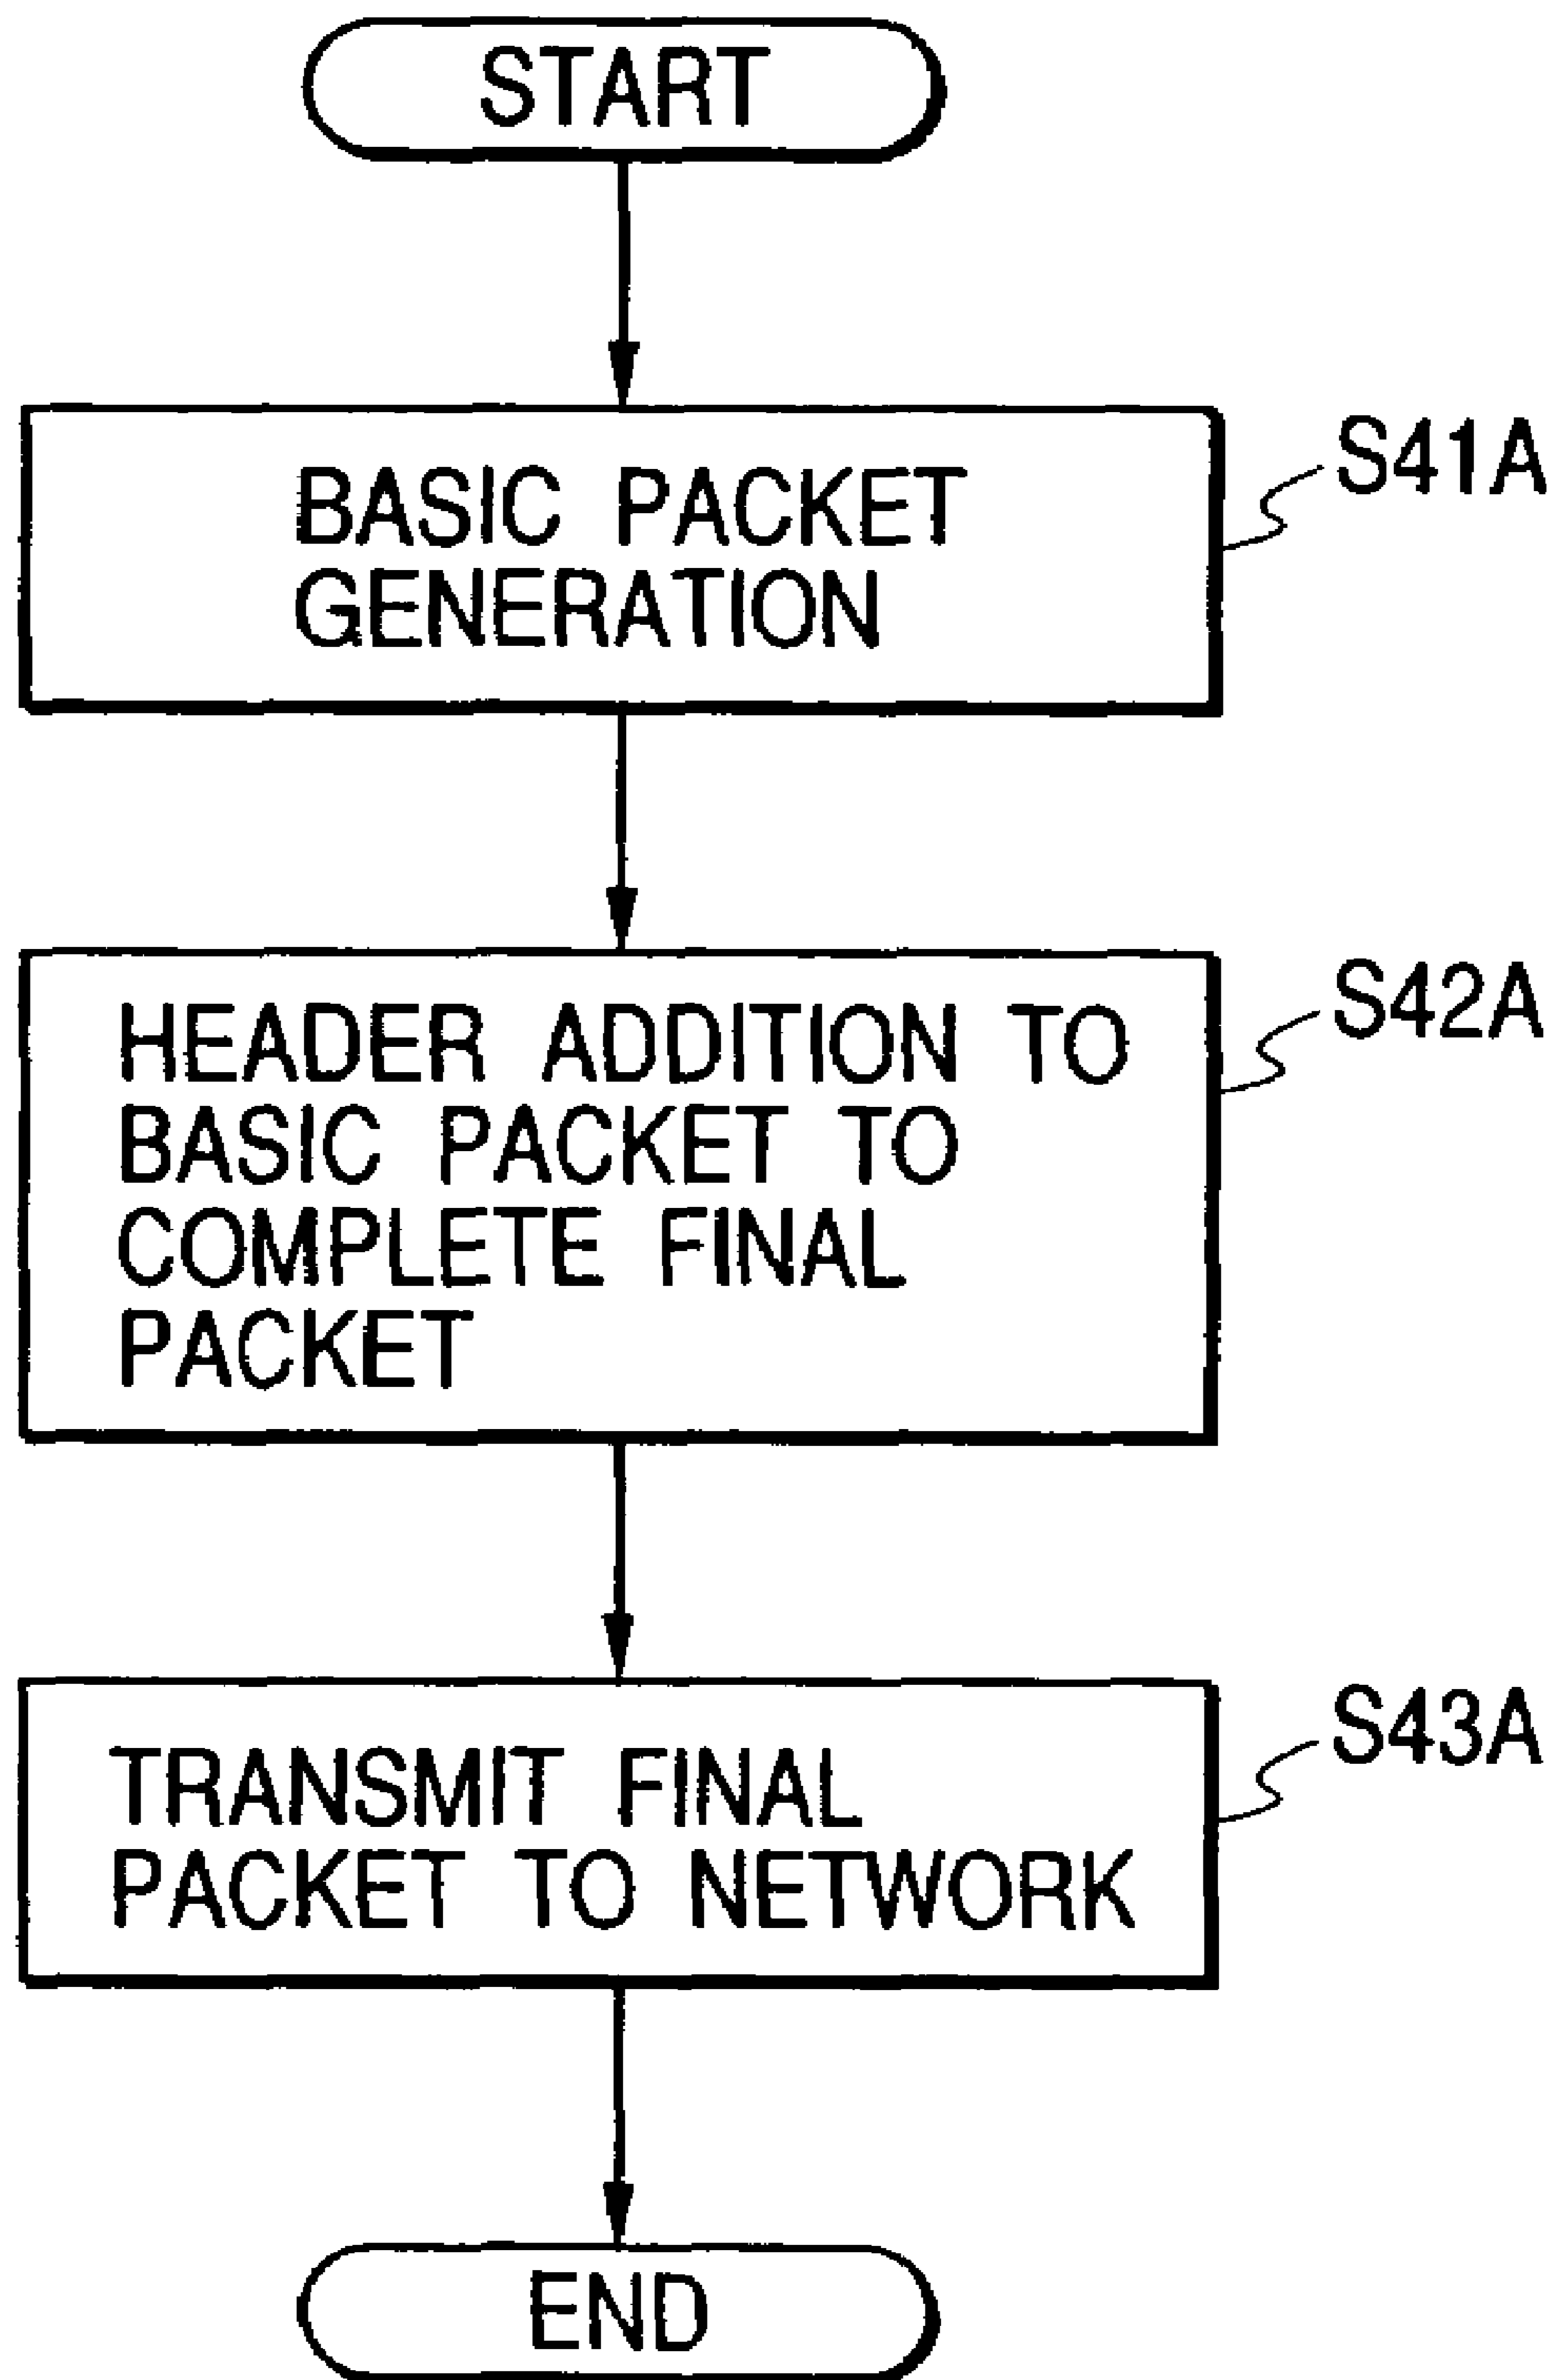 START
BASIC PACKET
GENERATION
S41A
HEADER ADDITION TO
BASIC PACKET TO
COMPLETE FINAL
PACKET
S42A
TRANSMIT FINAL
PACKET TO NETWORK
S43A
END